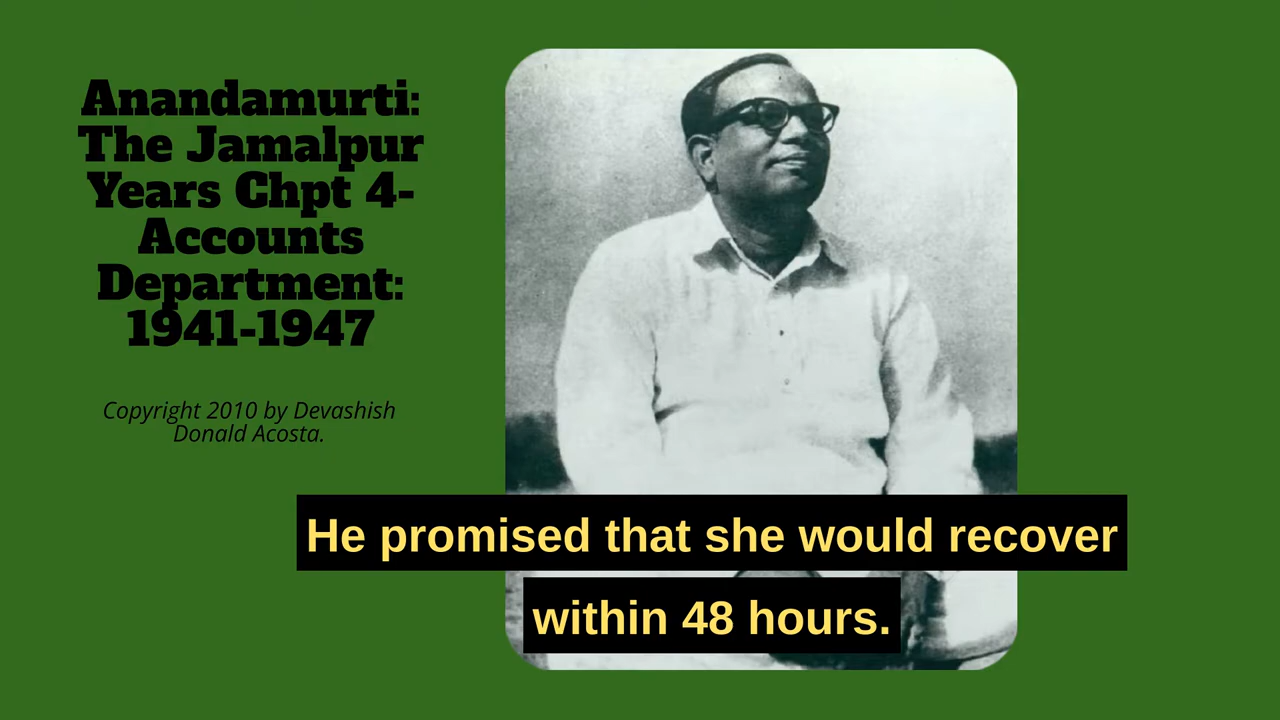 Anandamurti:
The Jamalpur
Years Chpt 4-
Accounts
Department:
1941-1947
Copyright 2010 by Devashish
Donald Acosta.
He promised that she would recover
within 48 hours.